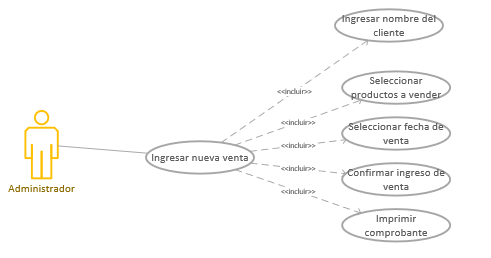 Ingresar nombre del
cliente
<<incluir>>
Seleccionar
productos a vender
<<incluir>>
Seleccionar fecha de
venta
<<incluir>>
Ingresar nueva venta
<<incluir>>
Confirmar ingreso de
venta
Administrador
<<incluir>>
Imprimir
comprobante